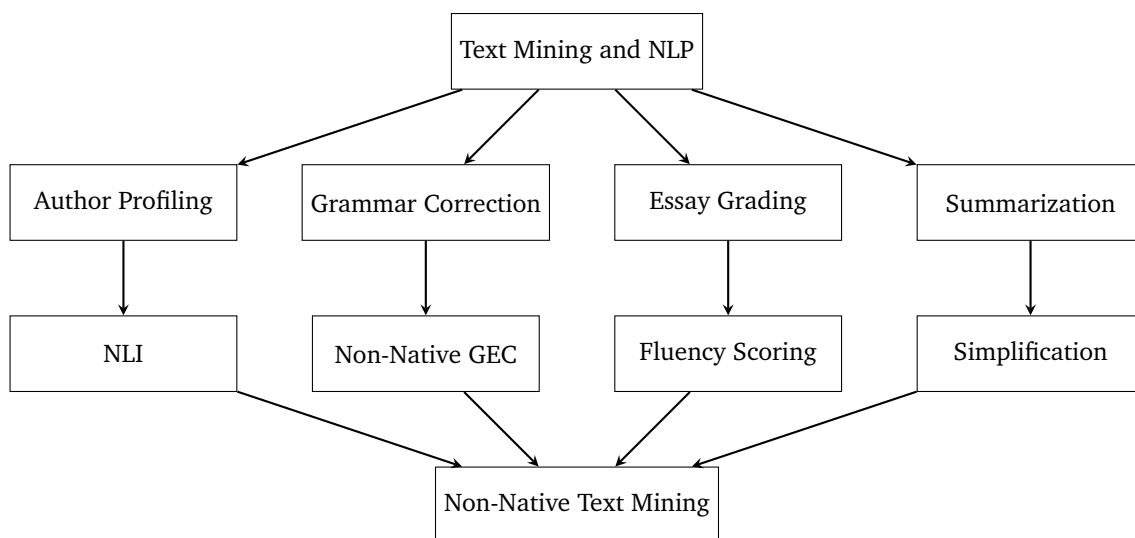 Text Mining and NLP
Author Profiling
Grammar Correction
Essay Grading
Summarization
NLI
Non-Native GEC
Fluency Scoring
Simplification
Non-Native Text Mining